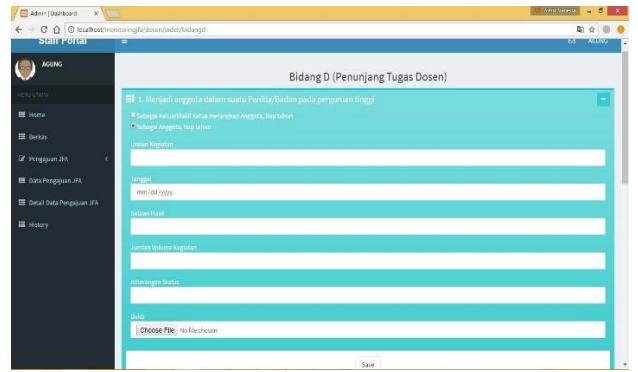 Admin | Dashboard
localhost/monitoringjfa/dosen/index/bidangd
Staff Portal
AGUNG
AGUNG
MENU UTAMA
Home
Berkas
Pengajuan JFA
Data Pengajuan JFA
Detail Data Pengajuan JFA
History
Bidang D (Penunjang Tugas Dosen)
1. Menjadi anggota dalam suatu Panitia/Badan pada perguruan tinggi
Sebagai Ketua/Wakil Ketua merangkap Anggota, tiap tahun
Sebagai Anggota, tiap tahun
Uraian Kegiatan
Tanggal
mm/dd/yyyy
Satuan Hasil
Jumlah Volume Kegiatan
Keterangan Status
Bukti
Choose File No file chosen
Save